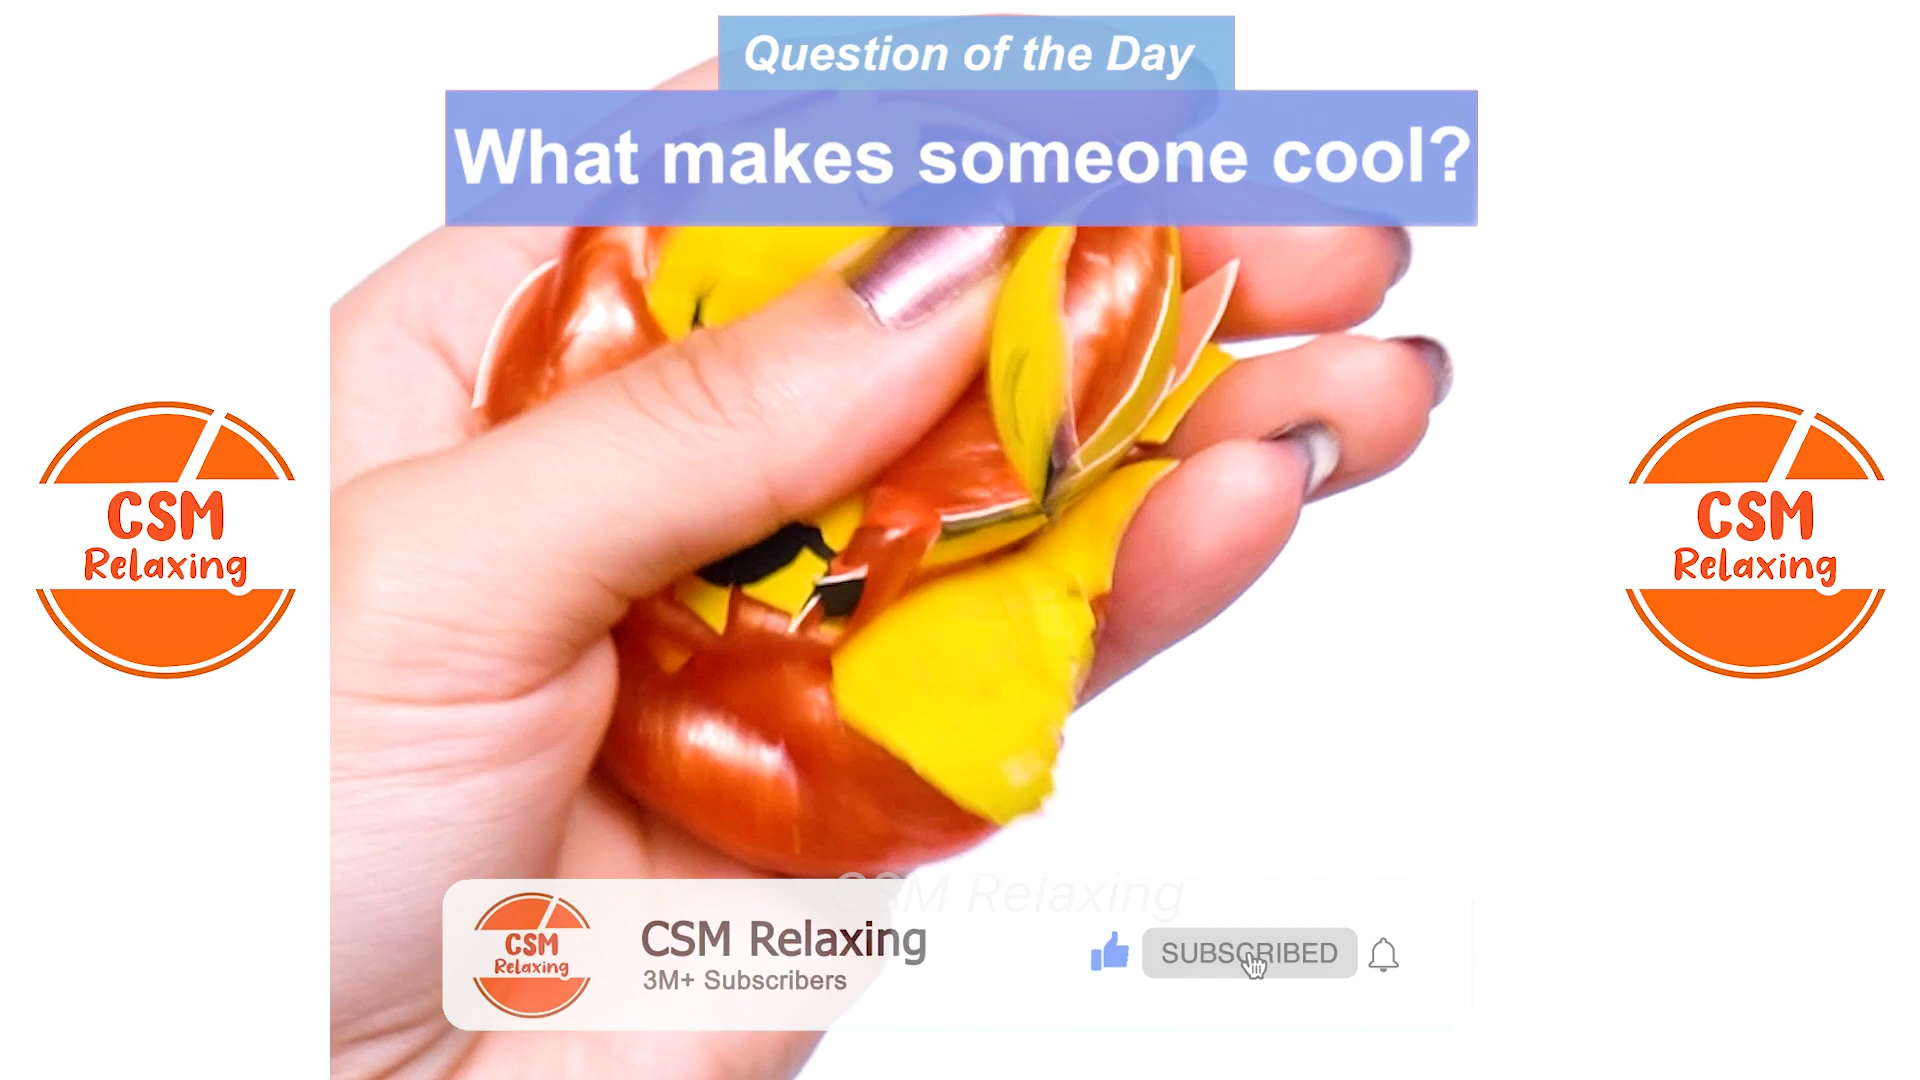 Question of the Day
What makes someone cool?
CSM
Relaxing
CSM
Relaxing
CSM Relaxing
CSM
Relaxing
CSM Relaxing
3M+ Subscribers
SUBSCRIBED